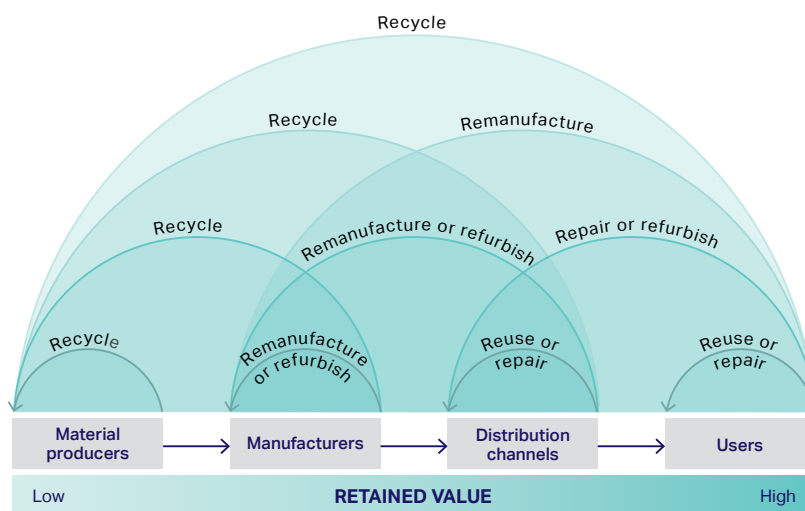 Recycle
Recycle
Remanufacture
Recycle
Remanufacture or refurbish
Repair or refurbish
Recycle
Remanufacture
or refurbish
Reuse or
repair
Reuse or
repair
Material
producers
Manufacturers
Distribution
channels
Users
Low
RETAINED VALUE
High